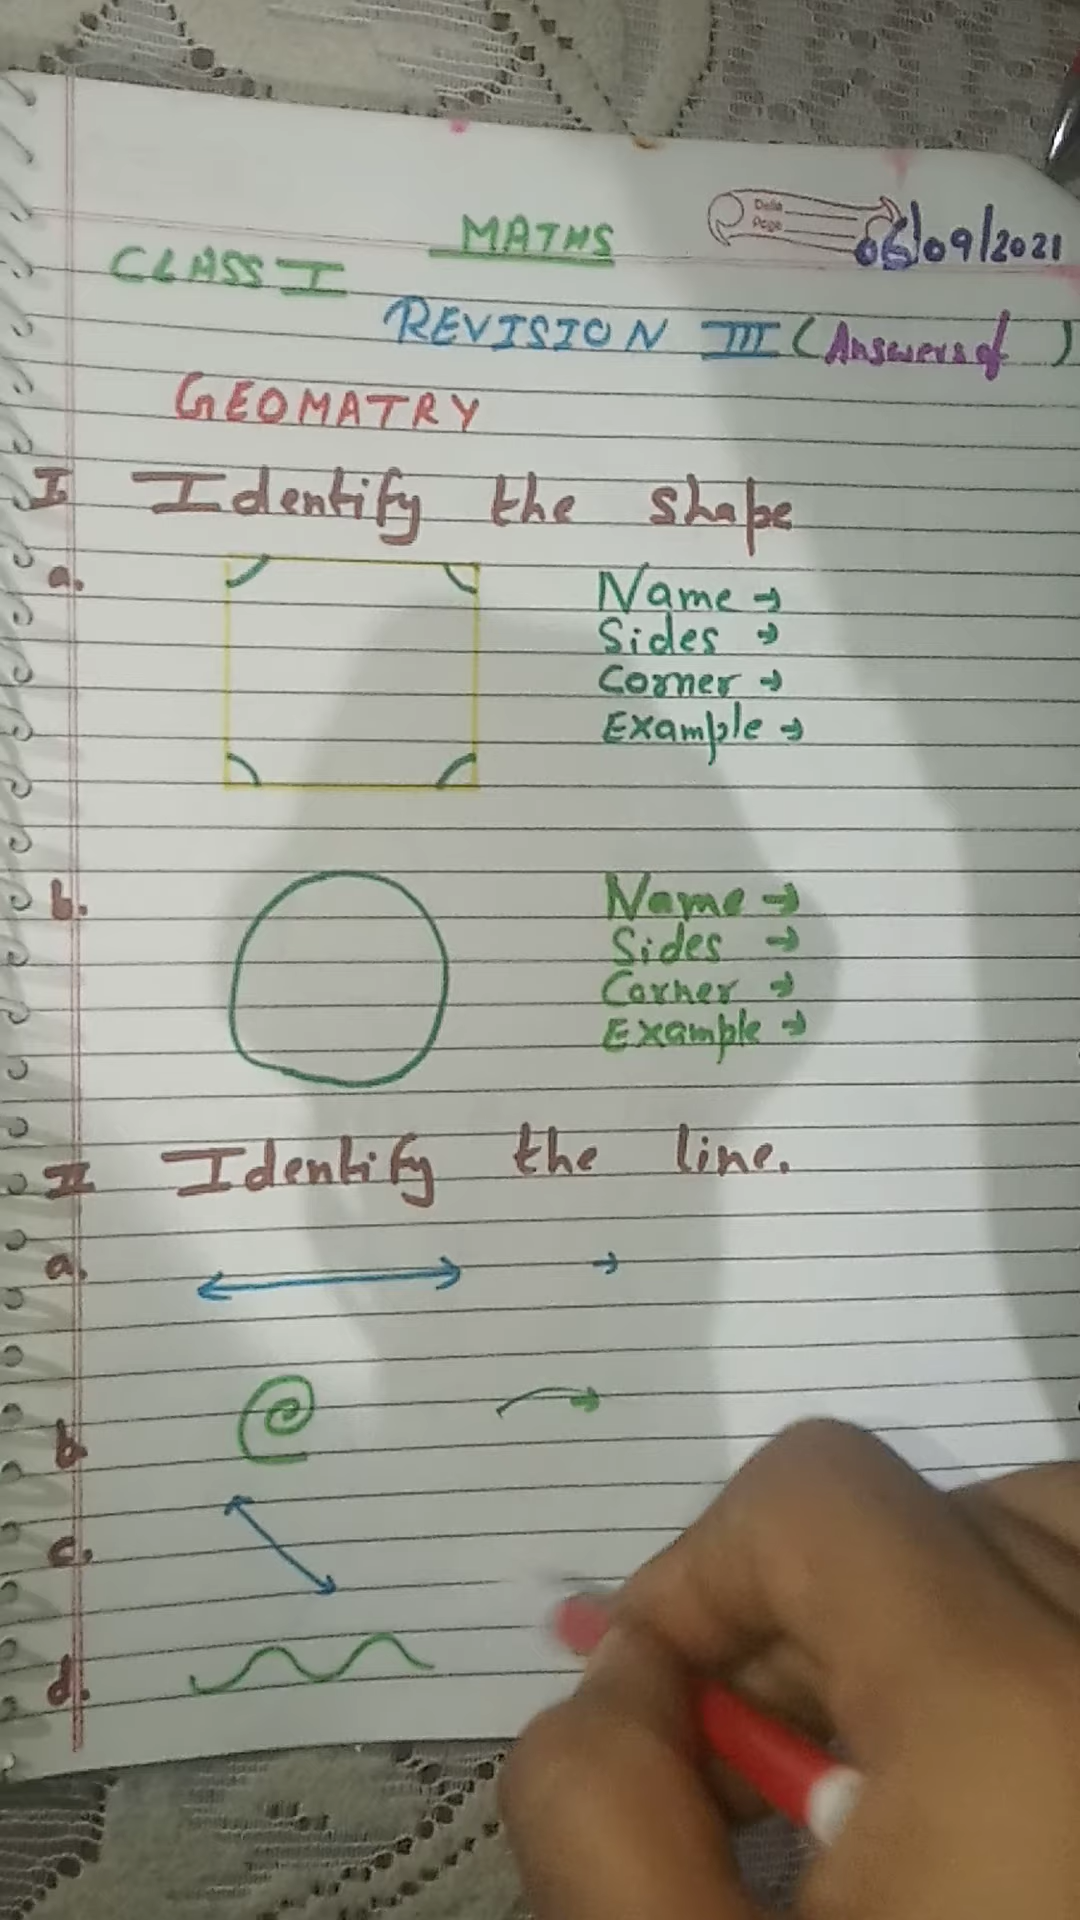 MATHS
Date
Page
06/09/2021
CLASS I
REVISION III (Answers of )
GEOMATRY
I Identify the shape
a.
Name →
Sides →
Corner →
Example →
b.
Name →
Sides →
Corner →
Example →
II Identify the line.
a. →
b. →
c.
d.